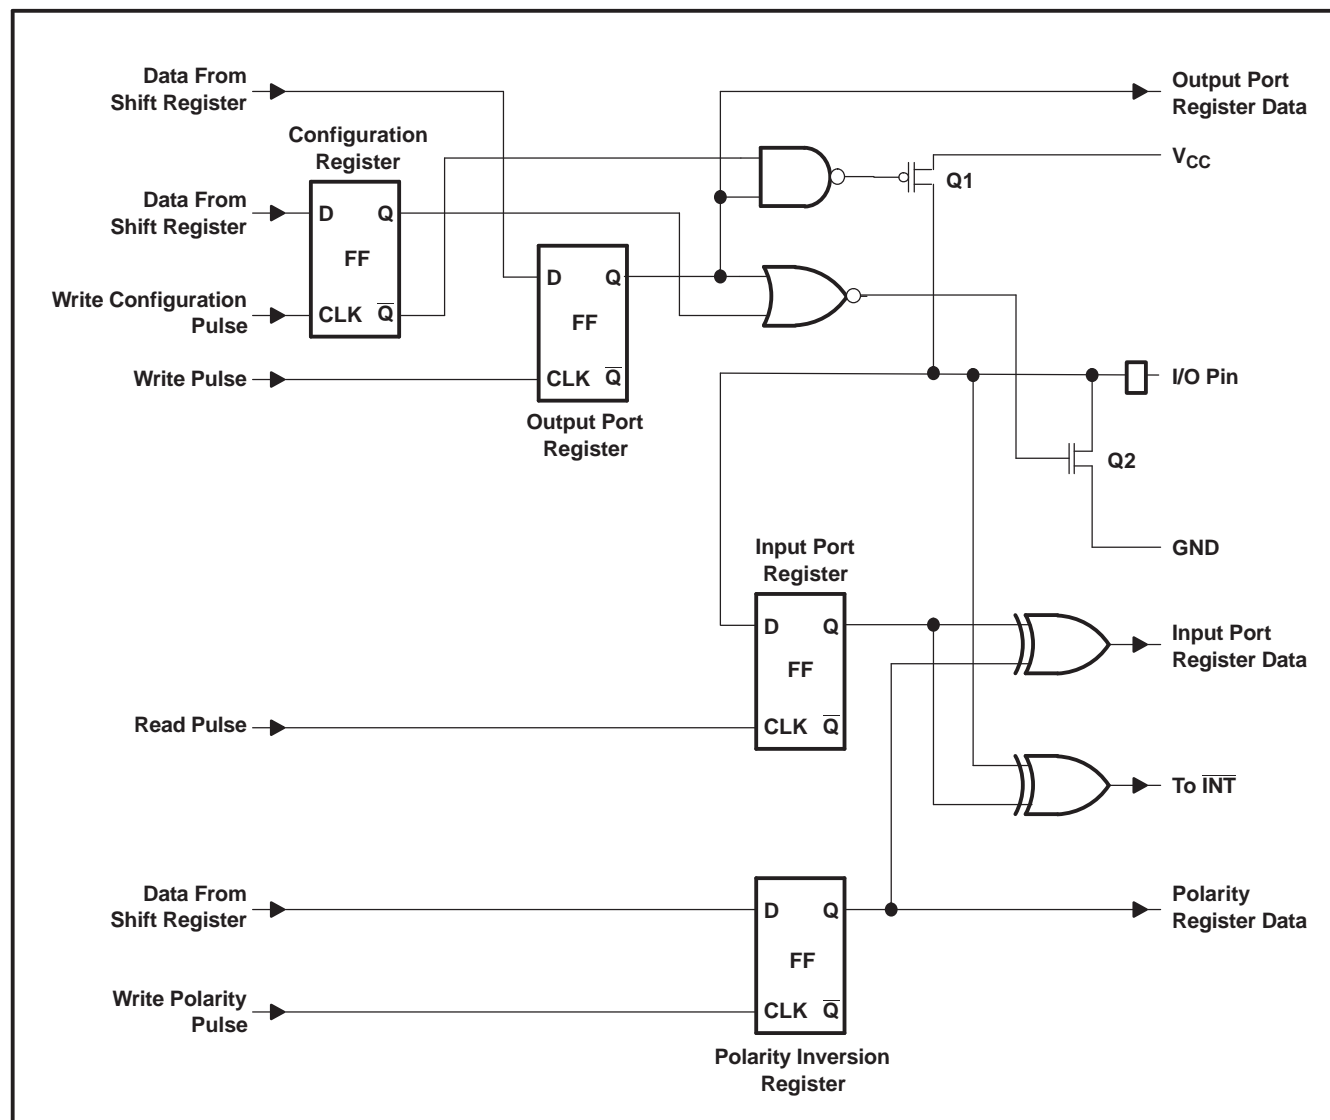 Data From
Shift Register
Output Port
Register Data
Configuration
Register
V_CC
Q1
Data From
Shift Register
D Q
FF
CLK Q̅
Write Configuration
Pulse
D Q
FF
CLK Q̅
Write Pulse
I/O Pin
Output Port
Register
Q2
GND
Input Port
Register
D Q
FF
CLK Q̅
Input Port
Register Data
Read Pulse
To I̅N̅T̅
Data From
Shift Register
D Q
FF
CLK Q̅
Polarity
Register Data
Write Polarity
Pulse
Polarity Inversion
Register